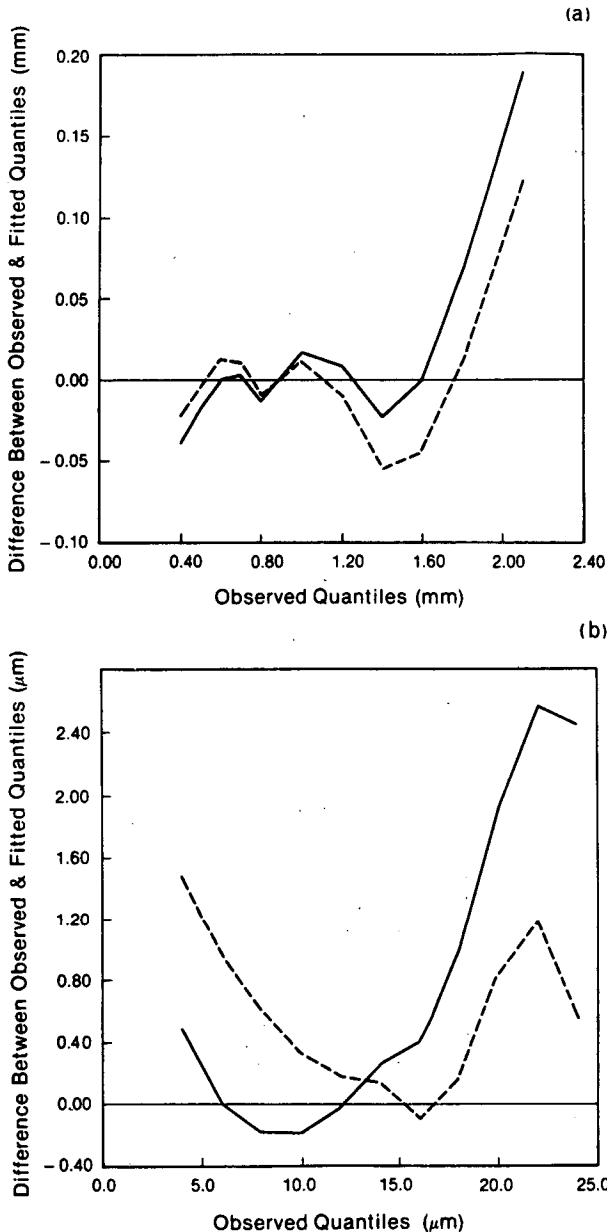 (a)
Difference Between Observed & Fitted Quantiles (mm)
0.20
0.15
0.10
0.05
0.00
-0.05
-0.10
0.00 0.40 0.80 1.20 1.60 2.00 2.40
Observed Quantiles (mm)
(b)
Difference Between Observed & Fitted Quantiles (μm)
2.40
2.00
1.60
1.20
0.80
0.40
0.00
-0.40
0.0 5.0 10.0 15.0 20.0 25.0
Observed Quantiles (μm)